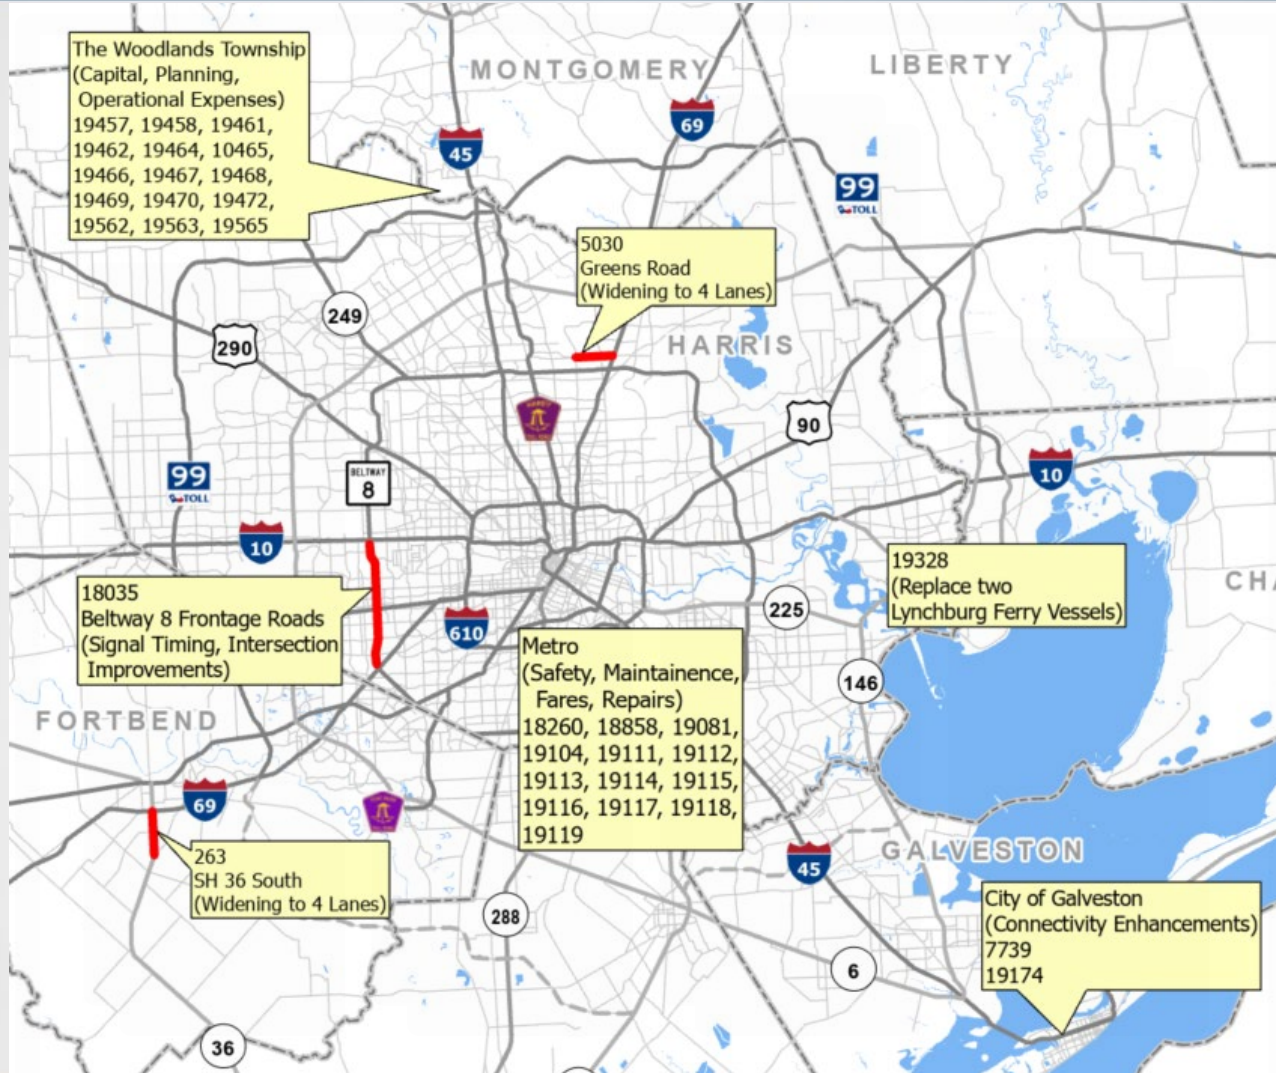 The Woodlands Township
(Capital, Planning,
Operational Expenses)
19457, 19458, 19461,
19462, 19464, 10465,
19466, 19467, 19468,
19469, 19470, 19472,
19562, 19563, 19565
MONTGOMERY
LIBERTY
69
45
99
TOLL
5030
Greens Road
(Widening to 4 Lanes)
249
290
HARRIS
90
BELTWAY
8
99
TOLL
10
10
18035
Beltway 8 Frontage Roads
(Signal Timing, Intersection
Improvements)
610
225
19328
(Replace two
Lynchburg Ferry Vessels)
CHA
Metro
(Safety, Maintainence,
Fares, Repairs)
18260, 18858, 19081,
19104, 19111, 19112,
19113, 19114, 19115,
19116, 19117, 19118,
19119
146
FORTBEND
69
263
SH 36 South
(Widening to 4 Lanes)
45
GALVESTON
288
6
City of Galveston
(Connectivity Enhancements)
7739
19174
36